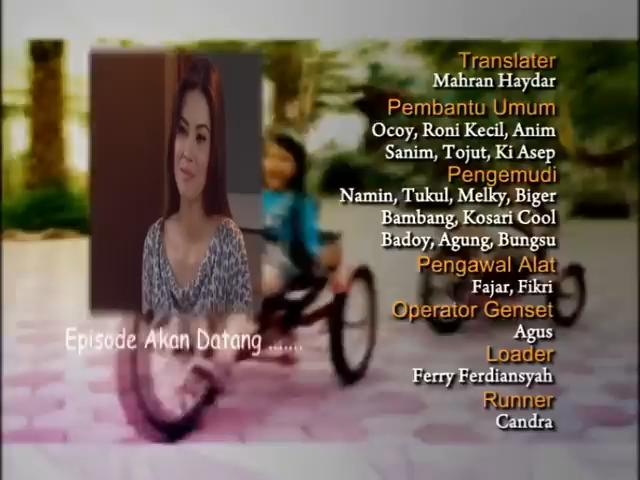 Translater
Mahran Haydar
Pembantu Umum
Ocoy, Roni Kecil, Anim
Sanim, Tojut, Ki Asep
Pengemudi
Namin, Tukul, Melky, Biger
Bambang, Kosari Cool
Badoy, Agung, Bungsu
Pengawal Alat
Fajar, Fikri
Operator Genset
Agus
Loader
Ferry Ferdiansyah
Runner
Candra
Episode Akan Datang .......